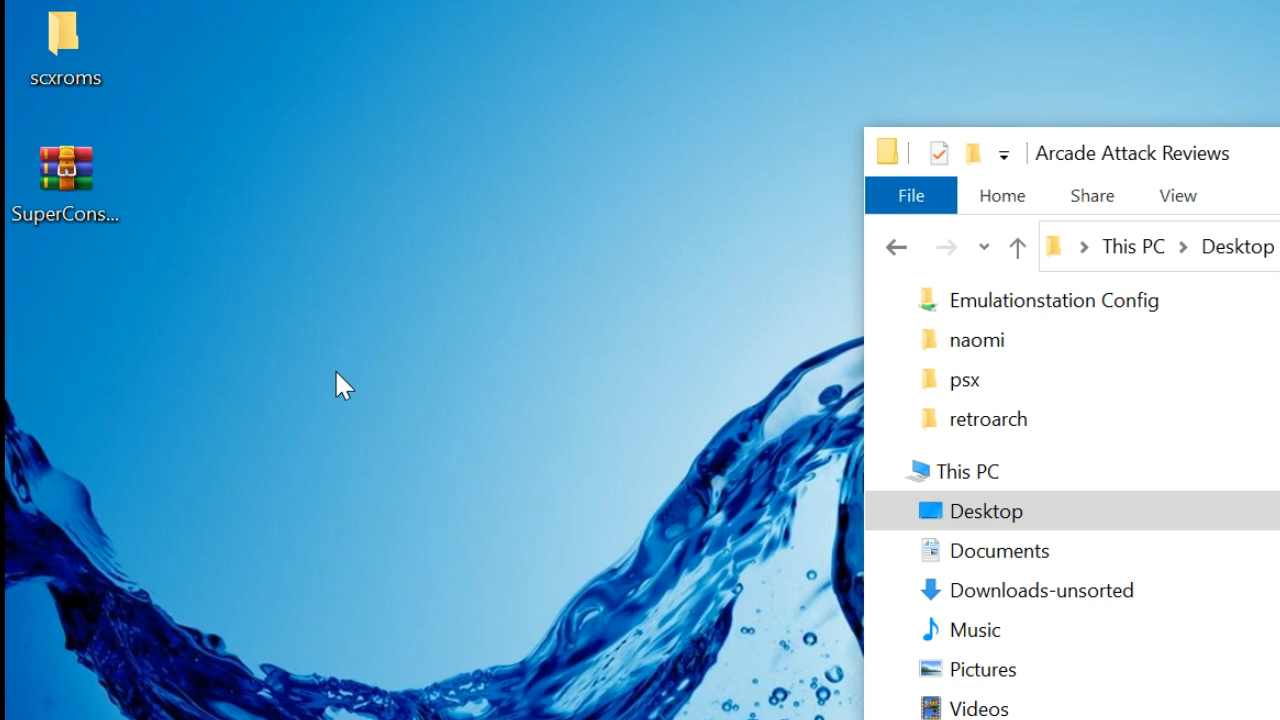 scxroms
SuperCons...
Arcade Attack Reviews
File Home Share View
This PC Desktop
Emulationstation Config
naomi
psx
retroarch
This PC
Desktop
Documents
Downloads-unsorted
Music
Pictures
Videos